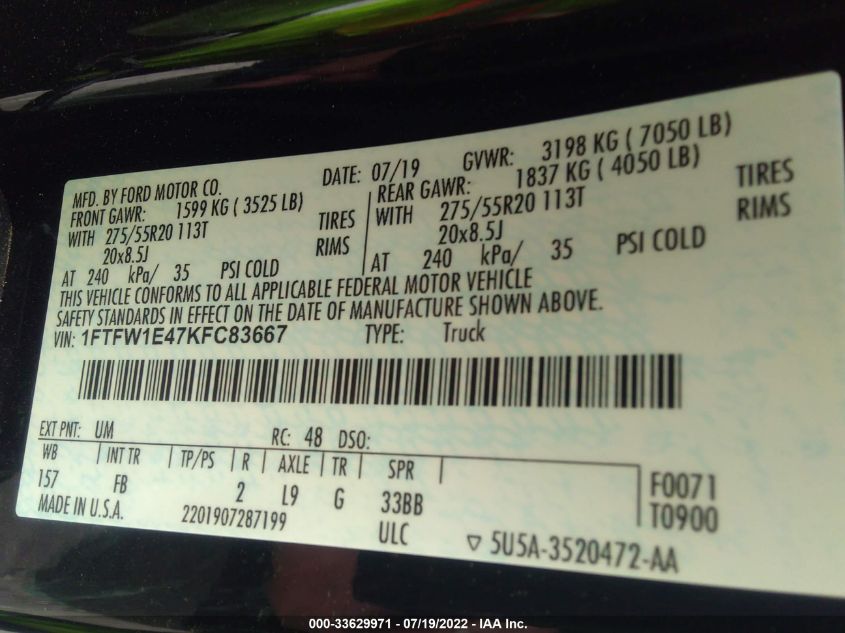 MFD. BY FORD MOTOR CO. DATE: 07/19 GVWR: 3198 KG ( 7050 LB)
FRONT GAWR: 1599 KG ( 3525 LB) REAR GAWR: 1837 KG ( 4050 LB)
WITH 275/55R20 113T TIRES WITH 275/55R20 113T TIRES
20x8.5J RIMS 20x8.5J RIMS
AT 240 kPa/ 35 PSI COLD AT 240 kPa/ 35 PSI COLD
THIS VEHICLE CONFORMS TO ALL APPLICABLE FEDERAL MOTOR VEHICLE
SAFETY STANDARDS IN EFFECT ON THE DATE OF MANUFACTURE SHOWN ABOVE.
VIN: 1FTFW1E47KFC83667 TYPE: Truck
EXT PNT: UM RC: 48 DSO:
WB INT TR TP/PS R AXLE TR SPR
157 FB 2 L9 G 33BB F0071
MADE IN U.S.A. 2201907287199 ULC T0900
5U5A-3520472-AA
000-33629971 - 07/19/2022 - IAA Inc.